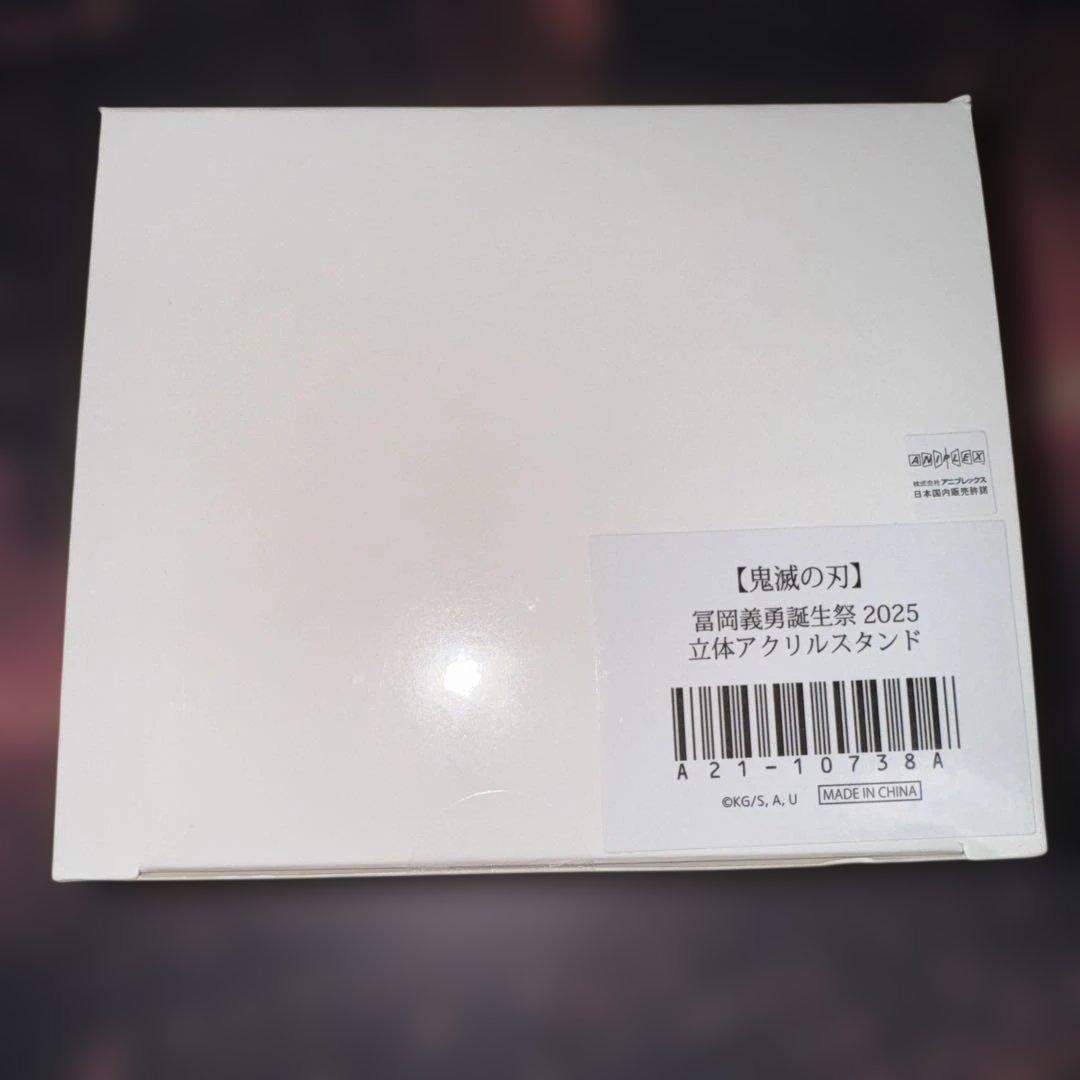 ANIPLEX
株式会社アニプレックス
日本国内販売許諾
【鬼滅の刃】
冨岡義勇誕生祭 2025
立体アクリルスタンド
A21-10738A
©KG/S, A, U
MADE IN CHINA